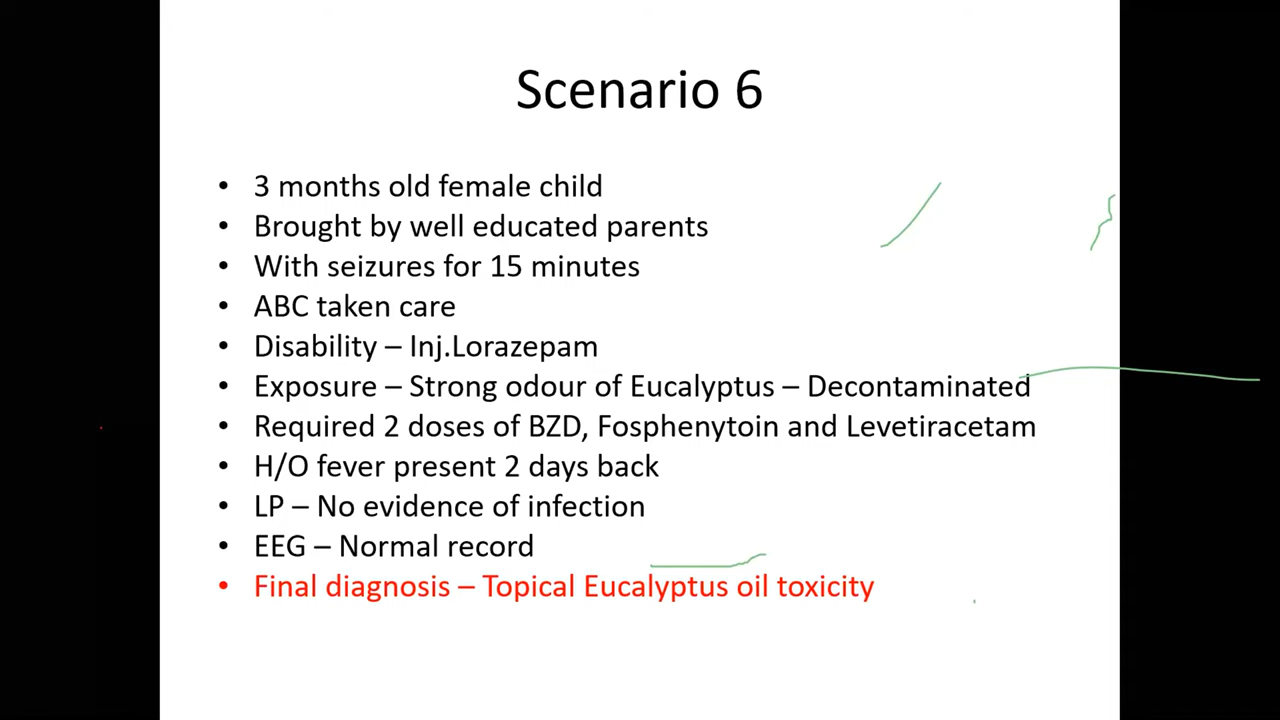 Scenario 6
• 3 months old female child
• Brought by well educated parents
• With seizures for 15 minutes
• ABC taken care
• Disability – Inj.Lorazepam
• Exposure – Strong odour of Eucalyptus – Decontaminated
• Required 2 doses of BZD, Fosphenytoin and Levetiracetam
• H/O fever present 2 days back
• LP – No evidence of infection
• EEG – Normal record
• Final diagnosis – Topical Eucalyptus oil toxicity